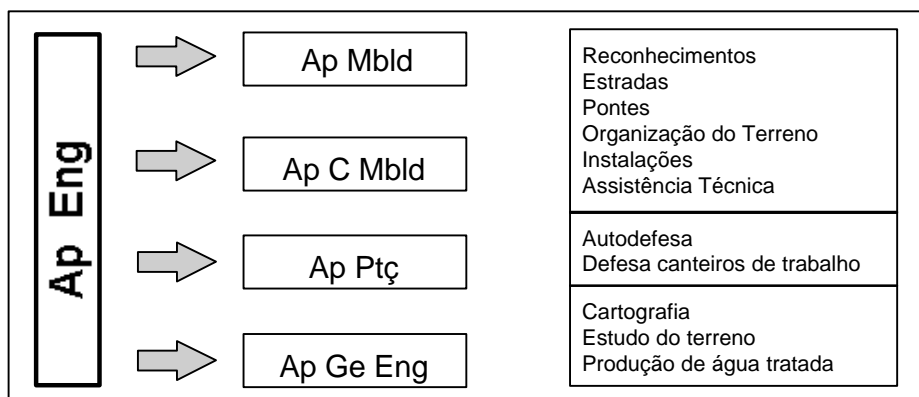 Ap Eng
Ap Mbld
Ap C Mbld
Ap Ptç
Ap Ge Eng
Reconhecimentos
Estradas
Pontes
Organização do Terreno
Instalações
Assistência Técnica
Autodefesa
Defesa canteiros de trabalho
Cartografia
Estudo do terreno
Produção de água tratada